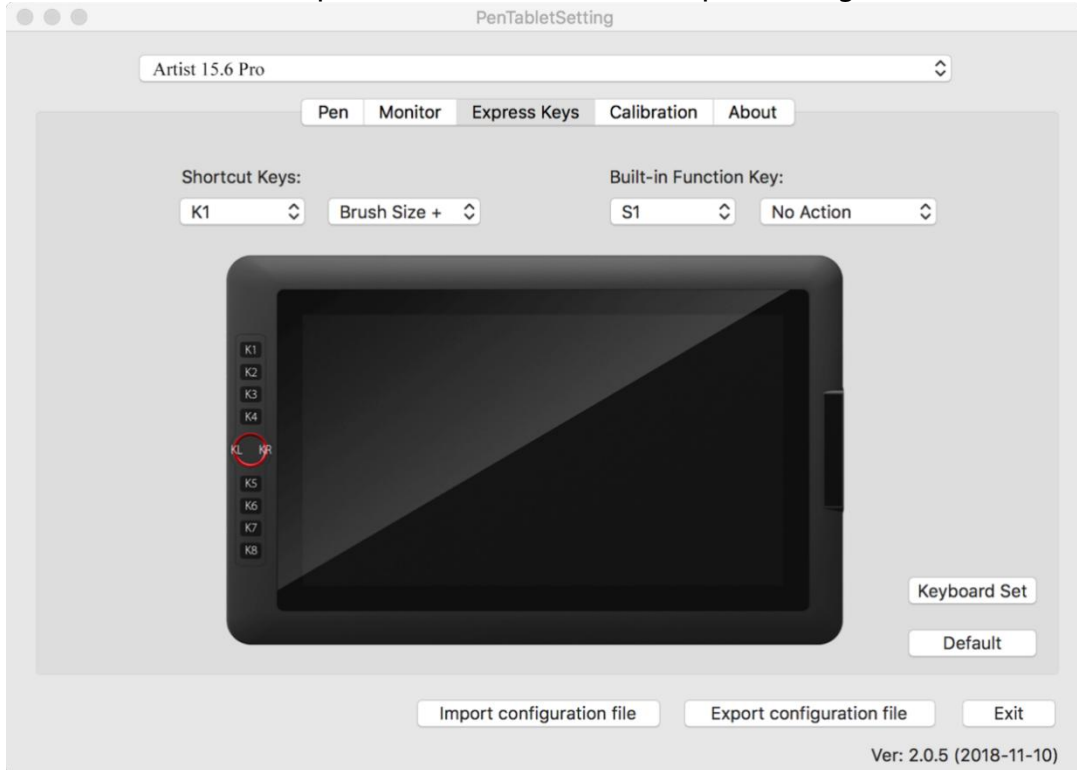 PenTabletSetting
Artist 15.6 Pro
Pen Monitor Express Keys Calibration About
Shortcut Keys: Built-in Function Key:
K1 Brush Size + S1 No Action
K1
K2
K3
K4
KL KR
K5
K6
K7
K8
Keyboard Set
Default
Import configuration file Export configuration file Exit
Ver: 2.0.5 (2018-11-10)